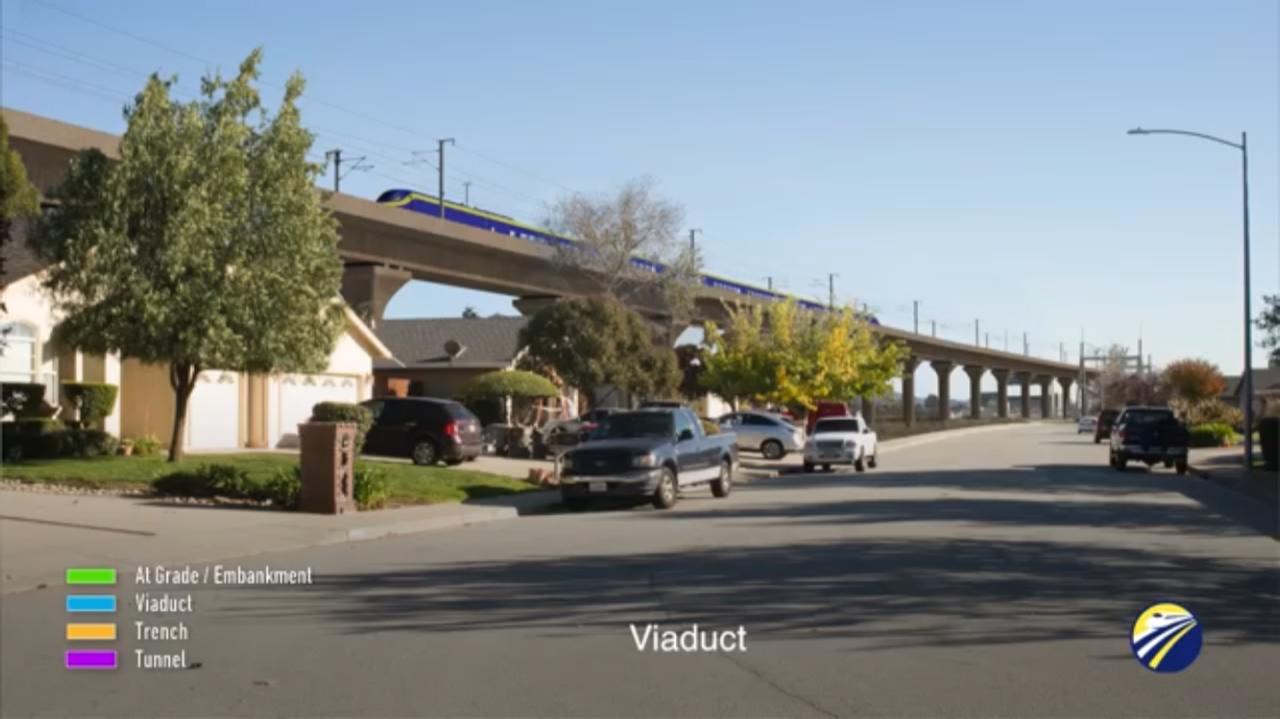 At Grade / Embankment
Viaduct
Trench
Tunnel
Viaduct